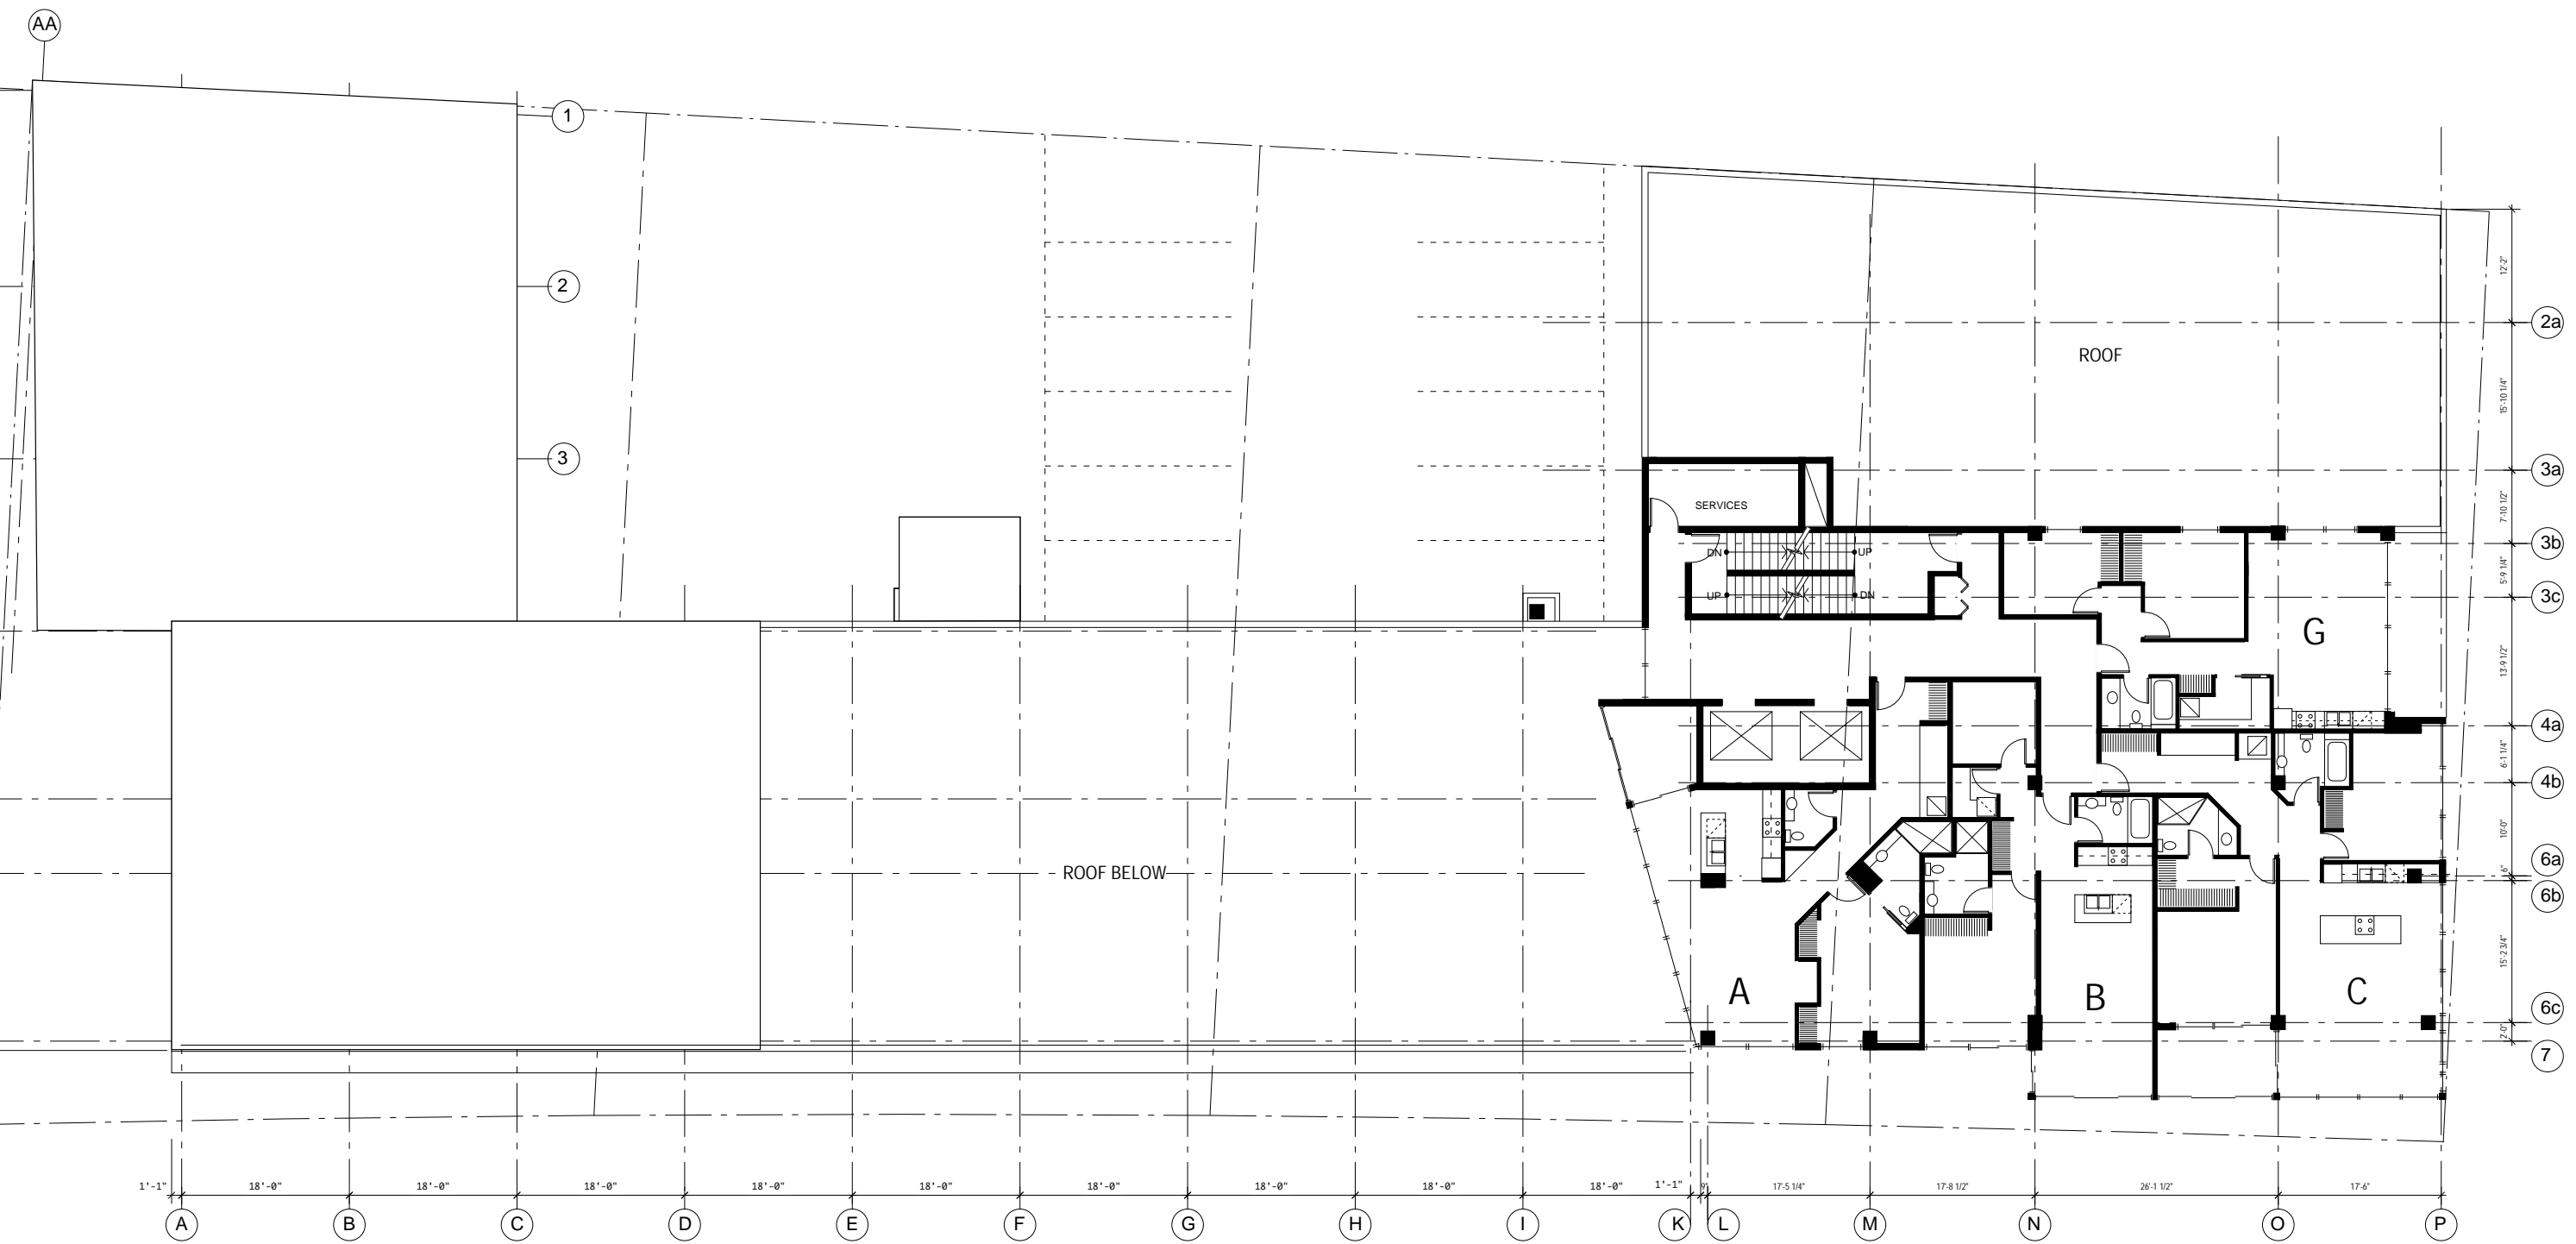 AA
1
2
3
2a
ROOF
3a
SERVICES
3b
DN
UP
3c
UP
DN
G
4a
4b
6a
ROOF BELOW
6b
A
B
C
6c
7
12'-2"
15'-10 1/4"
7'-10 1/2"
5'-9 1/4"
13'-9 1/2"
6'-1 1/4"
10'-0"
6"
15'-2 3/4"
2'-0"
1'-1"
18'-0"
18'-0"
18'-0"
18'-0"
18'-0"
18'-0"
18'-0"
18'-0"
18'-0"
1'-1"
9"
17'-5 1/4"
17'-8 1/2"
26'-1 1/2"
17'-6"
A
B
C
D
E
F
G
H
I
K
L
M
N
O
P